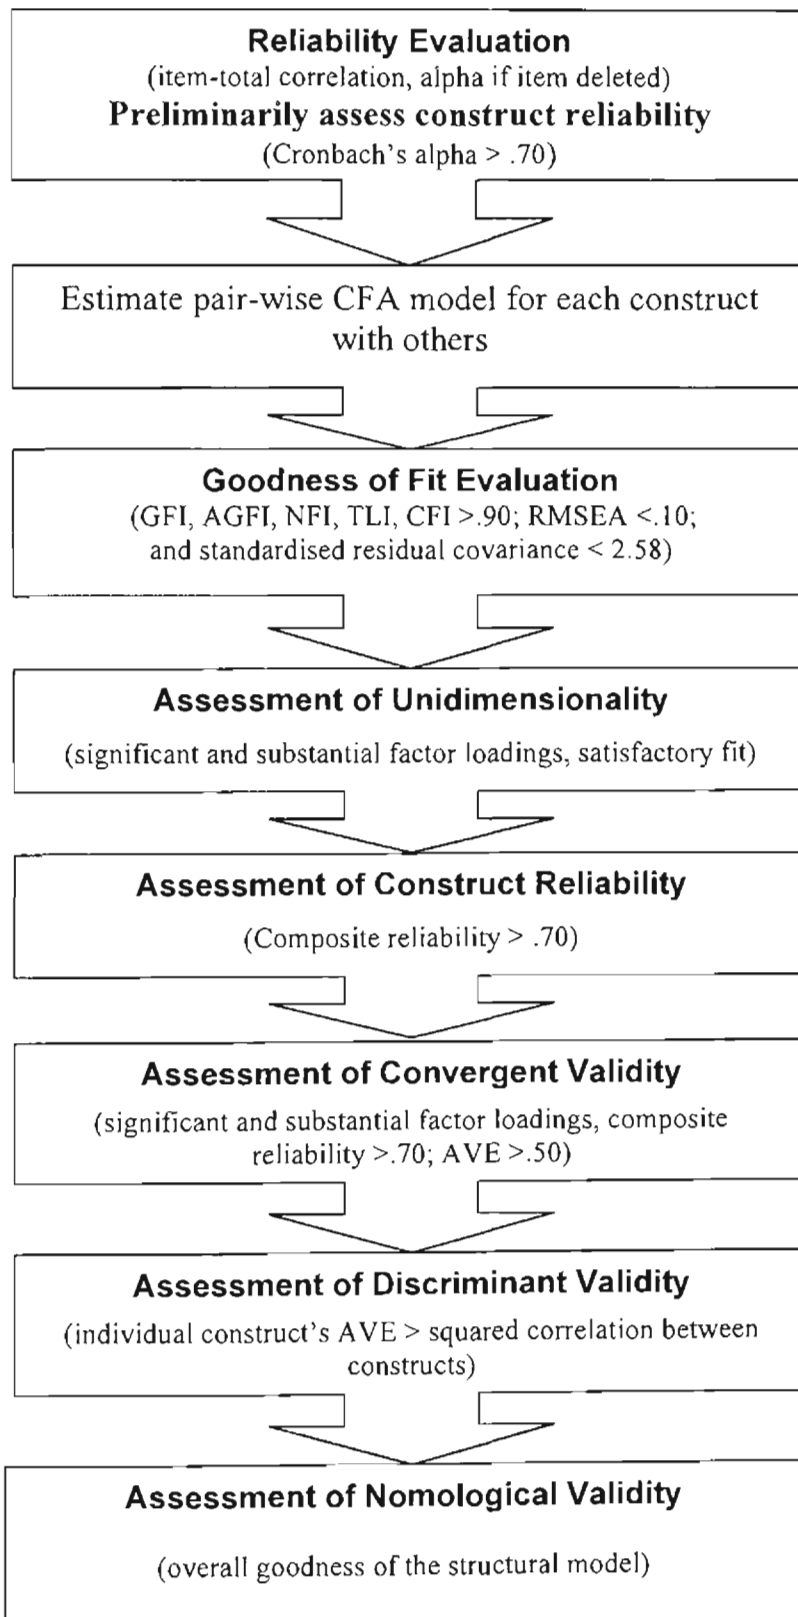 Reliability Evaluation
(item-total correlation, alpha if item deleted)
Preliminarily assess construct reliability
(Cronbach's alpha > .70)
Estimate pair-wise CFA model for each construct
with others
Goodness of Fit Evaluation
(GFI, AGFI, NFI, TLI, CFI >.90; RMSEA <.10;
and standardised residual covariance < 2.58)
Assessment of Unidimensionality
(significant and substantial factor loadings, satisfactory fit)
Assessment of Construct Reliability
(Composite reliability > .70)
Assessment of Convergent Validity
(significant and substantial factor loadings, composite
reliability >.70; AVE >.50)
Assessment of Discriminant Validity
(individual construct's AVE > squared correlation between
constructs)
Assessment of Nomological Validity
(overall goodness of the structural model)